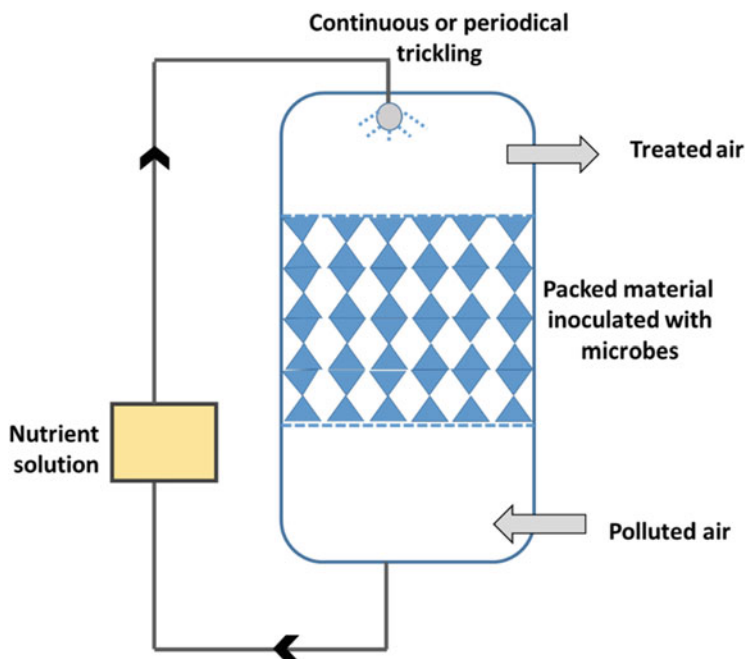 Continuous or periodical
trickling
Treated air
Packed material
inoculated with
microbes
Nutrient
solution
Polluted air